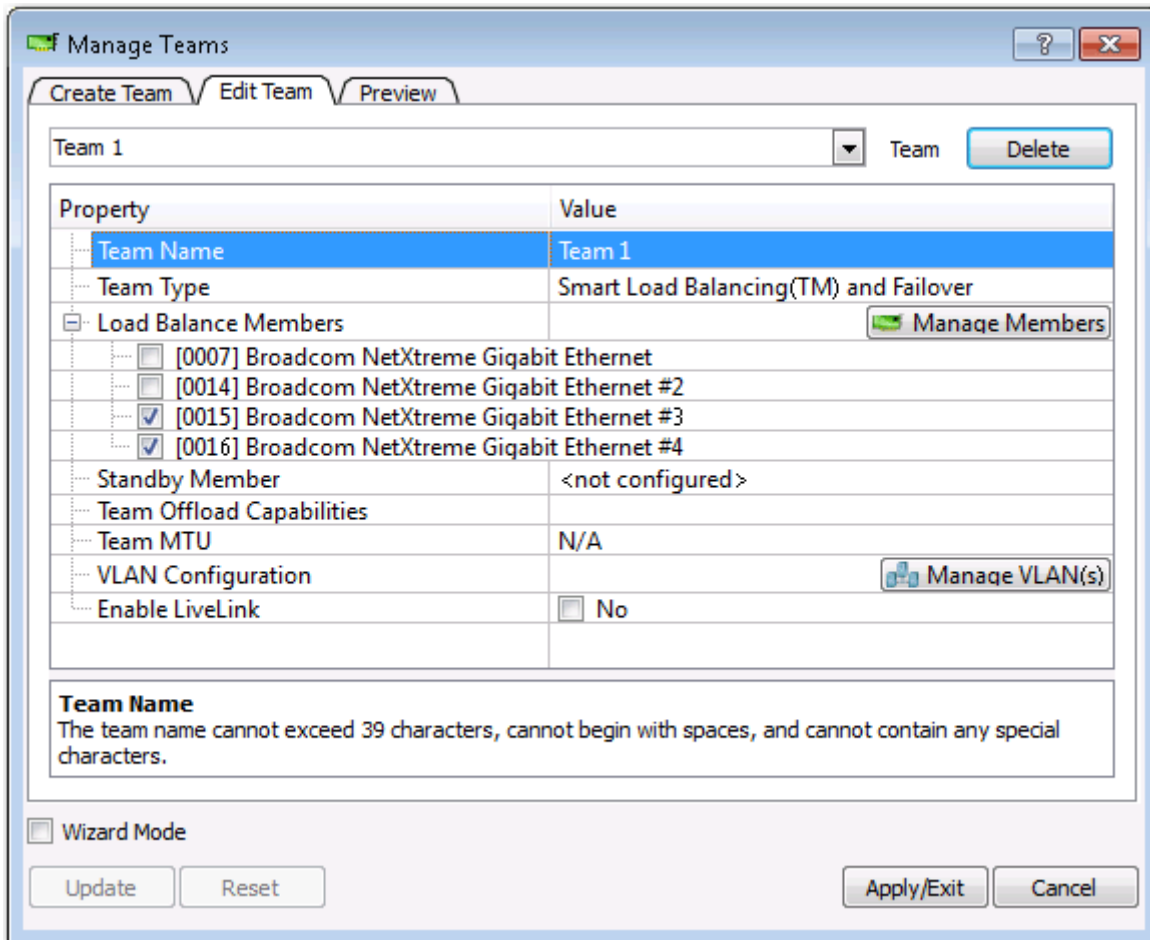 Manage Teams
Create Team Edit Team Preview
Team 1 Team Delete
Property Value
Team Name Team 1
Team Type Smart Load Balancing(TM) and Failover
Load Balance Members Manage Members
[0007] Broadcom NetXtreme Gigabit Ethernet
[0014] Broadcom NetXtreme Gigabit Ethernet #2
[0015] Broadcom NetXtreme Gigabit Ethernet #3
[0016] Broadcom NetXtreme Gigabit Ethernet #4
Standby Member <not configured>
Team Offload Capabilities
Team MTU N/A
VLAN Configuration Manage VLAN(s)
Enable LiveLink No
Team Name
The team name cannot exceed 39 characters, cannot begin with spaces, and cannot contain any special
characters.
Wizard Mode
Update Reset Apply/Exit Cancel